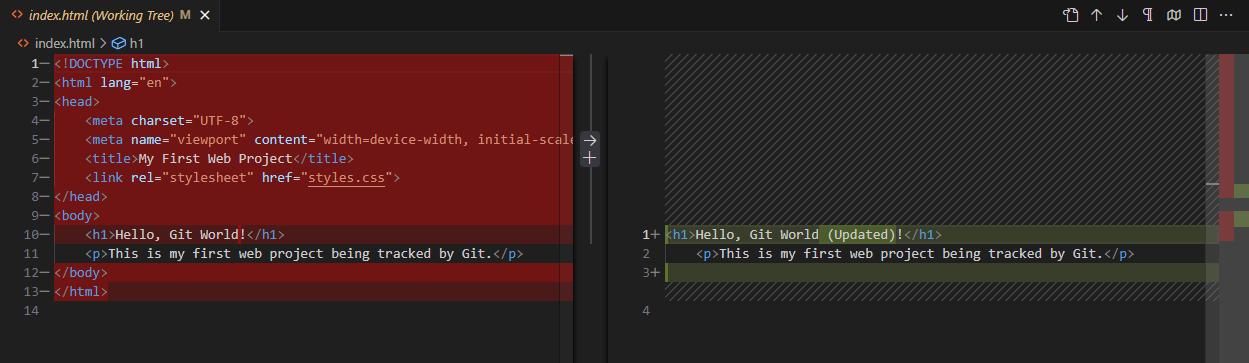 index.html (Working Tree) M
index.html > h1
1 <!DOCTYPE html>
2 <html lang="en">
3 <head>
4 <meta charset="UTF-8">
5 <meta name="viewport" content="width=device-width, initial-scale
6 <title>My First Web Project</title>
7 <link rel="stylesheet" href="styles.css">
8 </head>
9 <body>
10 <h1>Hello, Git World!</h1>
11 <p>This is my first web project being tracked by Git.</p>
12 </body>
13 </html>
14
1+ <h1>Hello, Git World (Updated)!</h1>
2 <p>This is my first web project being tracked by Git.</p>
3+
4